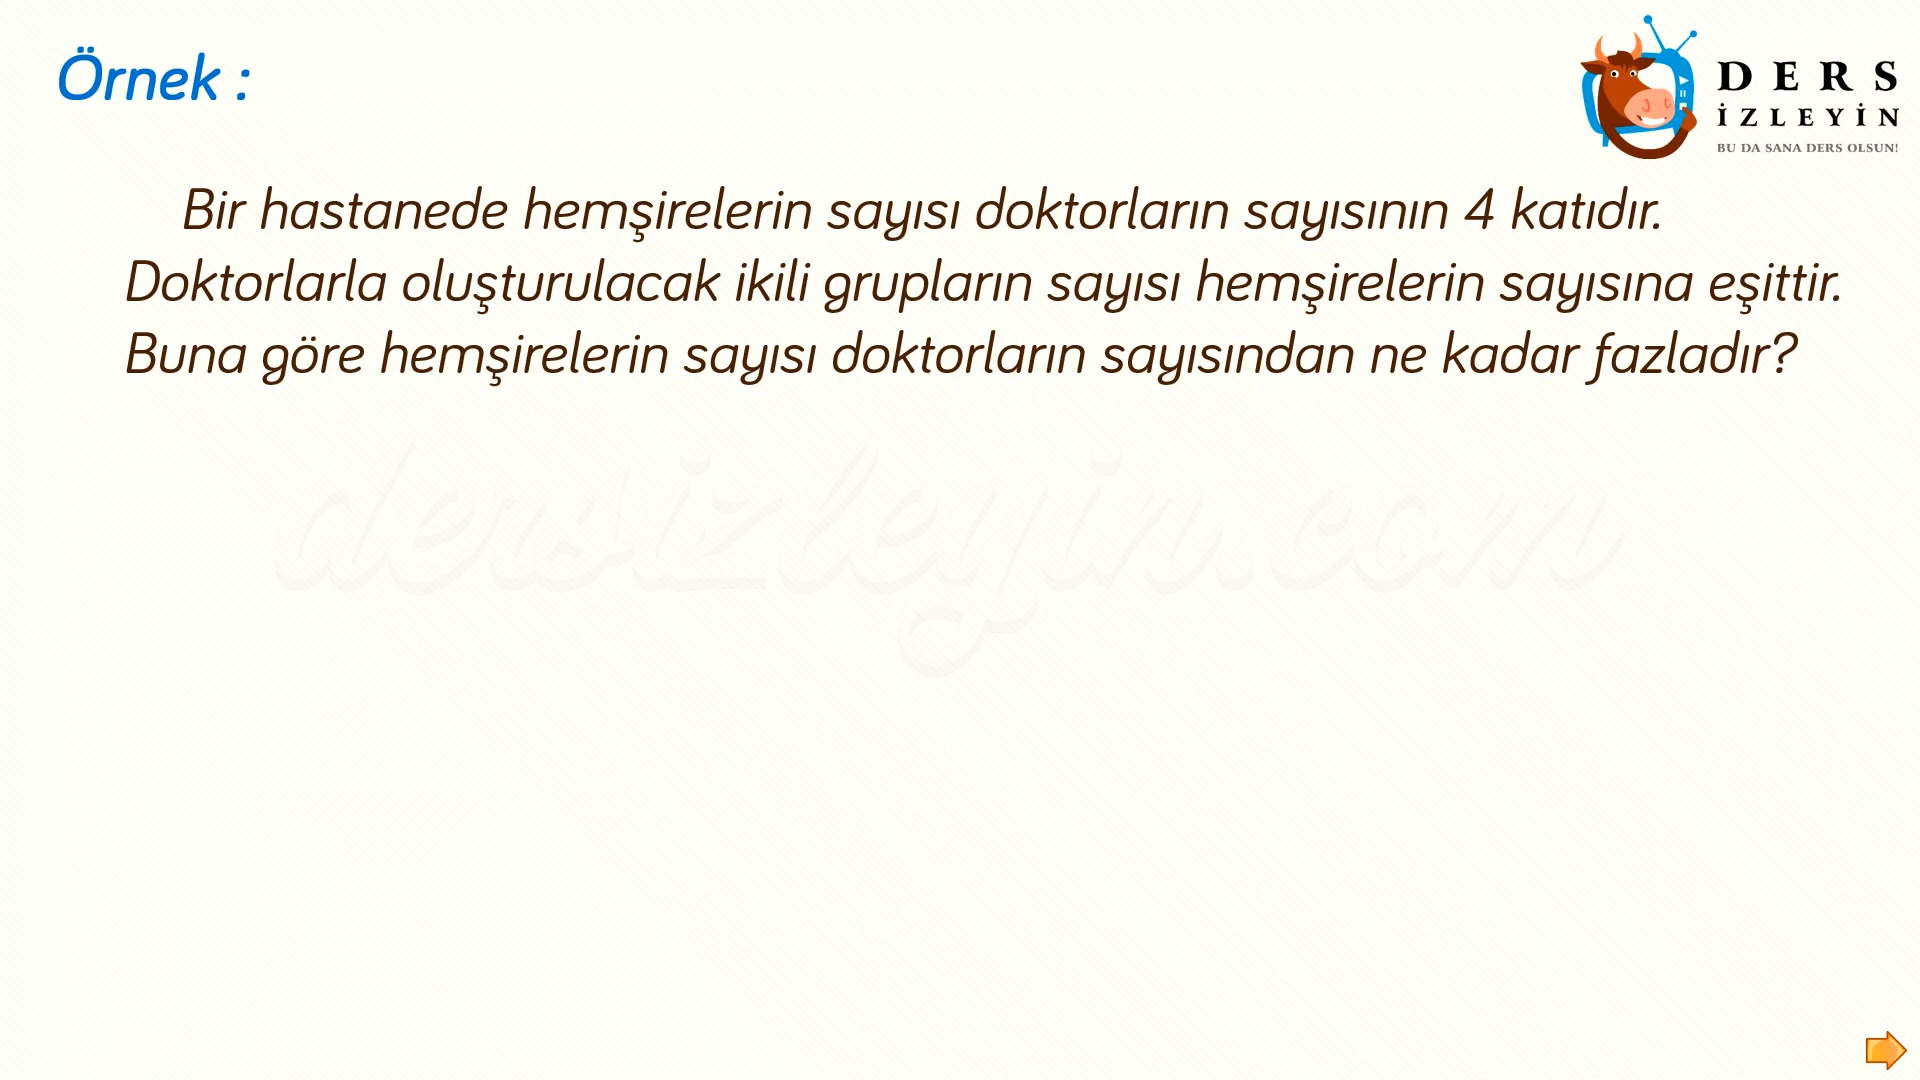 Örnek :
DERS
İZLEYİN
BU DA SANA DERS OLSUN!
Bir hastanede hemşirelerin sayısı doktorların sayısının 4 katıdır.
Doktorlarla oluşturulacak ikili grupların sayısı hemşirelerin sayısına eşittir.
Buna göre hemşirelerin sayısı doktorların sayısından ne kadar fazladır?
dersizleyin.com